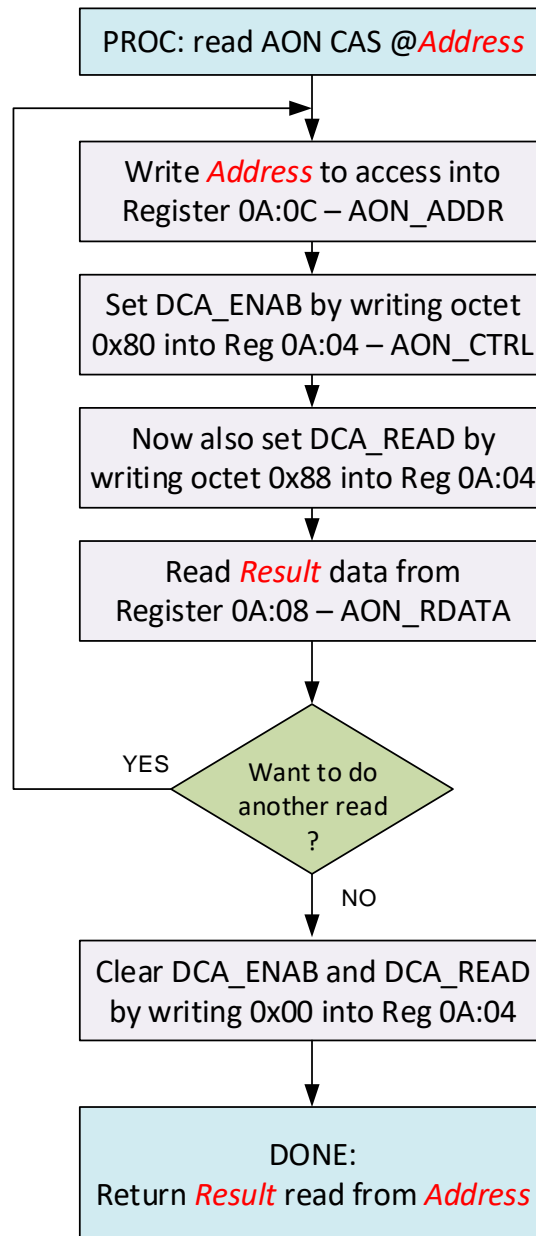 PROC: read AON CAS @Address
Write Address to access into
Register 0A:0C – AON_ADDR
Set DCA_ENAB by writing octet
0x80 into Reg 0A:04 – AON_CTRL
Now also set DCA_READ by
writing octet 0x88 into Reg 0A:04
Read Result data from
Register 0A:08 – AON_RDATA
YES
Want to do
another read
?
NO
Clear DCA_ENAB and DCA_READ
by writing 0x00 into Reg 0A:04
DONE:
Return Result read from Address